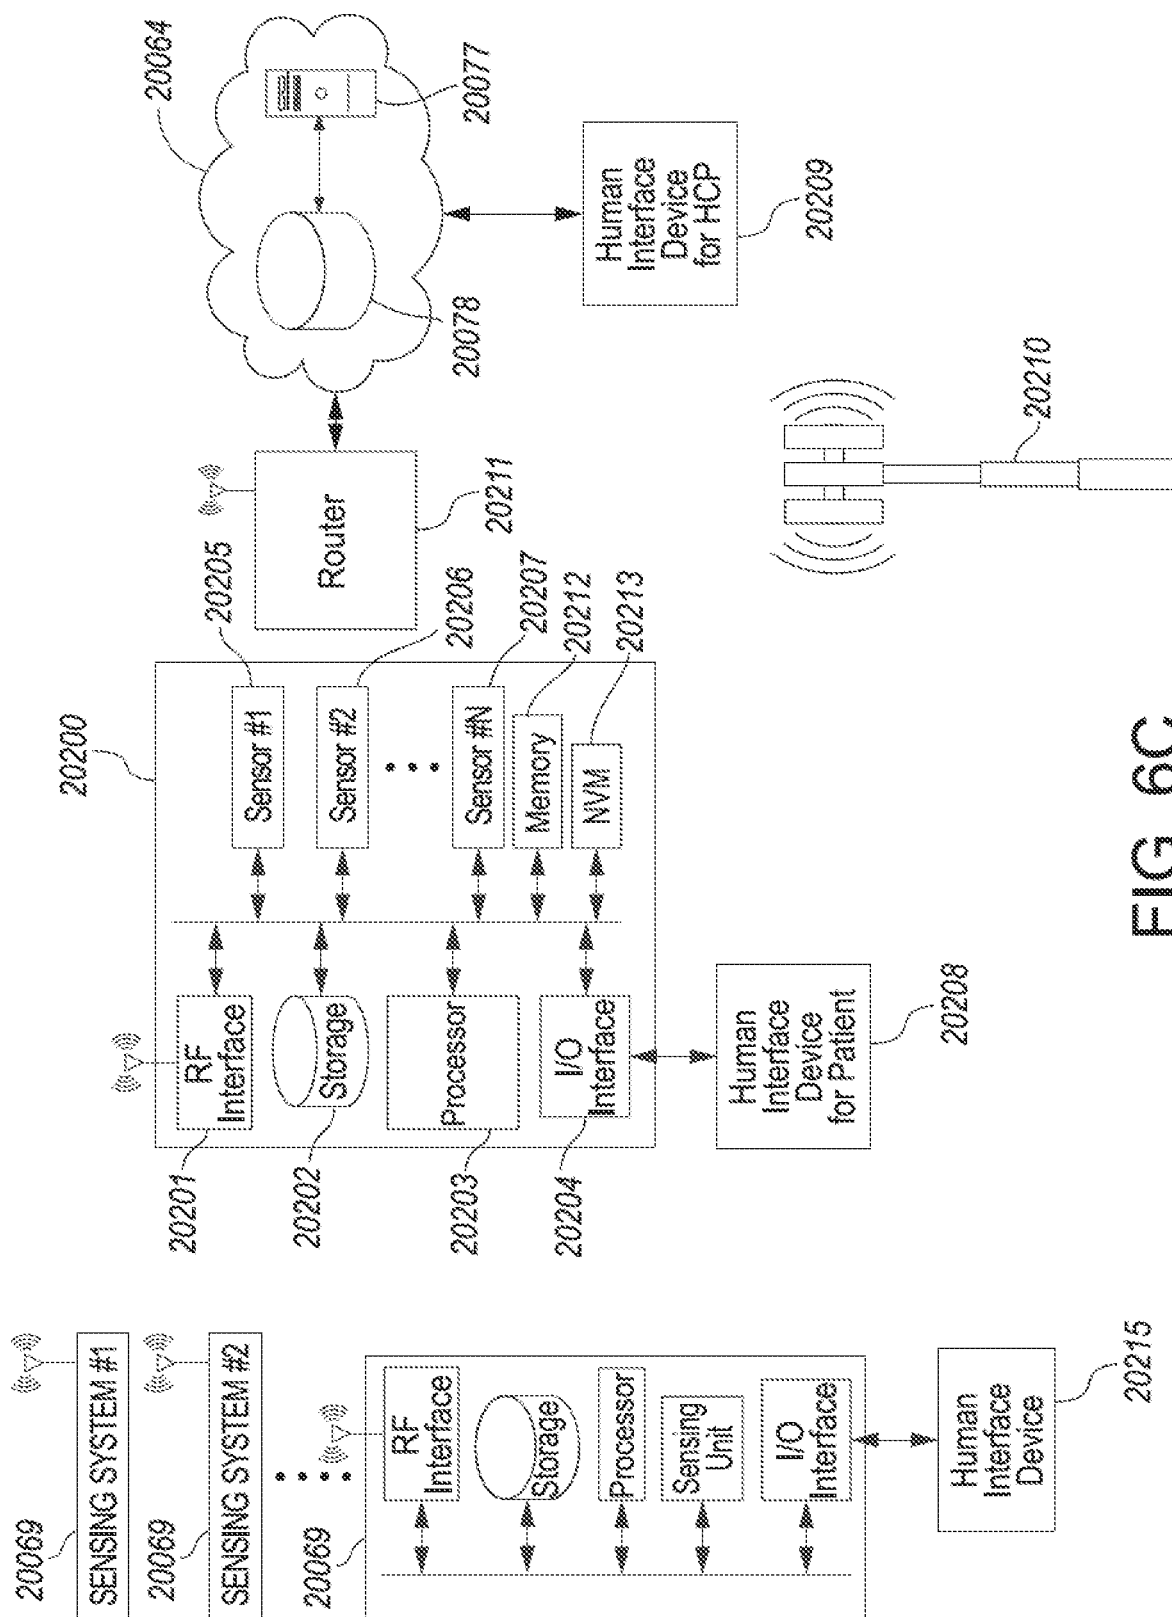 20069
SENSING SYSTEM #1
20069
SENSING SYSTEM #2
20069
RF
Interface
Storage
Processor
Sensing
Unit
I/O
Interface
Human
Interface
Device
20215
20200
20201
RF
Interface
20202
Storage
20203
Processor
20204
I/O
Interface
Sensor #1
20205
Sensor #2
20206
Sensor #N
20207
Memory
20212
NVM
20213
Human
Interface
Device
for Patient
20208
Router
20211
20064
20077
20078
Human
Interface
Device
for HCP
20209
20210
FIG. 6C